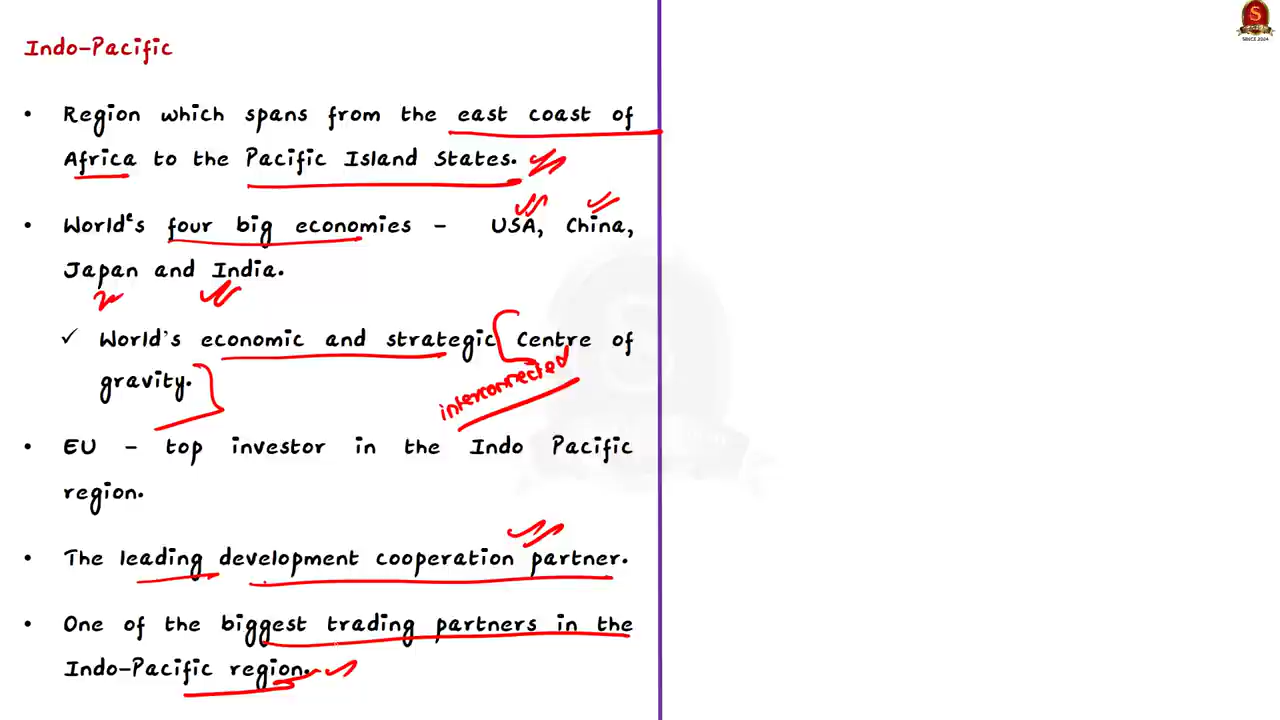 Indo-Pacific
• Region which spans from the east coast of
Africa to the Pacific Island States.
• World's four big economies – USA, China,
Japan and India.
✓ World's economic and strategic Centre of
gravity.
interconnected
• EU – top investor in the Indo Pacific
region.
• The leading development cooperation partner.
• One of the biggest trading partners in the
Indo-Pacific region.
S
SINCE 2004